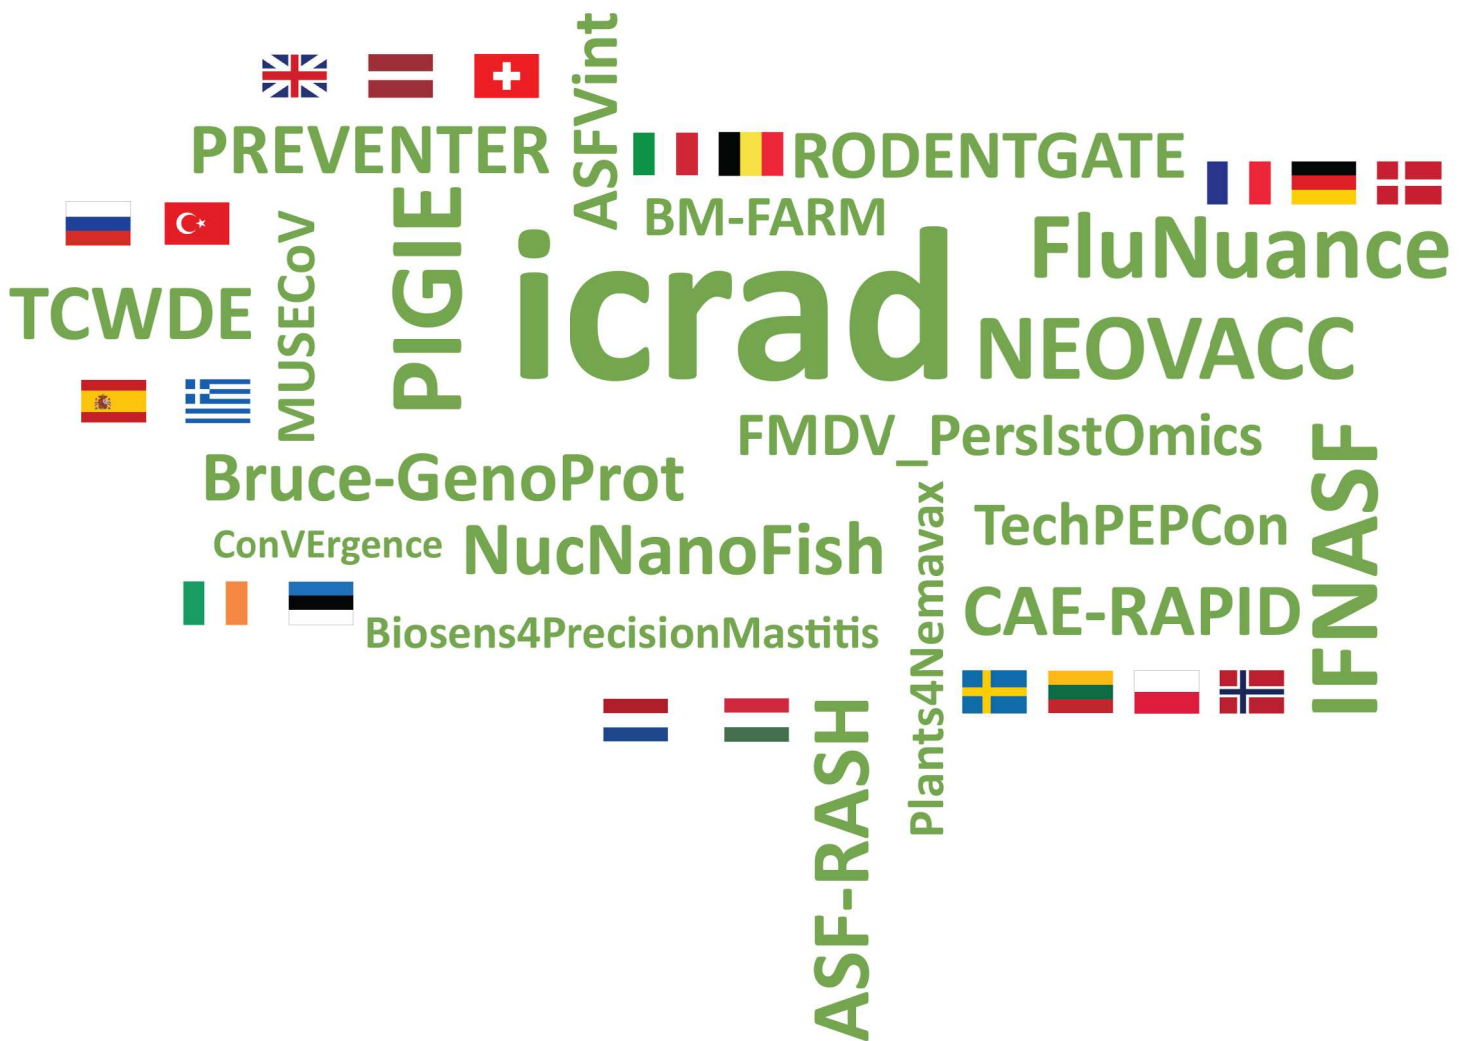 ASFVint
PREVENTER
RODENTGATE
PIGIE
BM-FARM
MUSECoV
icrad
FluNuance
TCWDE
NEOVACC
FMDV_PersIstOmics
Bruce-GenoProt
IFNASF
ConVErgence
NucNanoFish
Plants4Nemavax
TechPEPCon
CAE-RAPID
Biosens4PrecisionMastitis
ASF-RASH